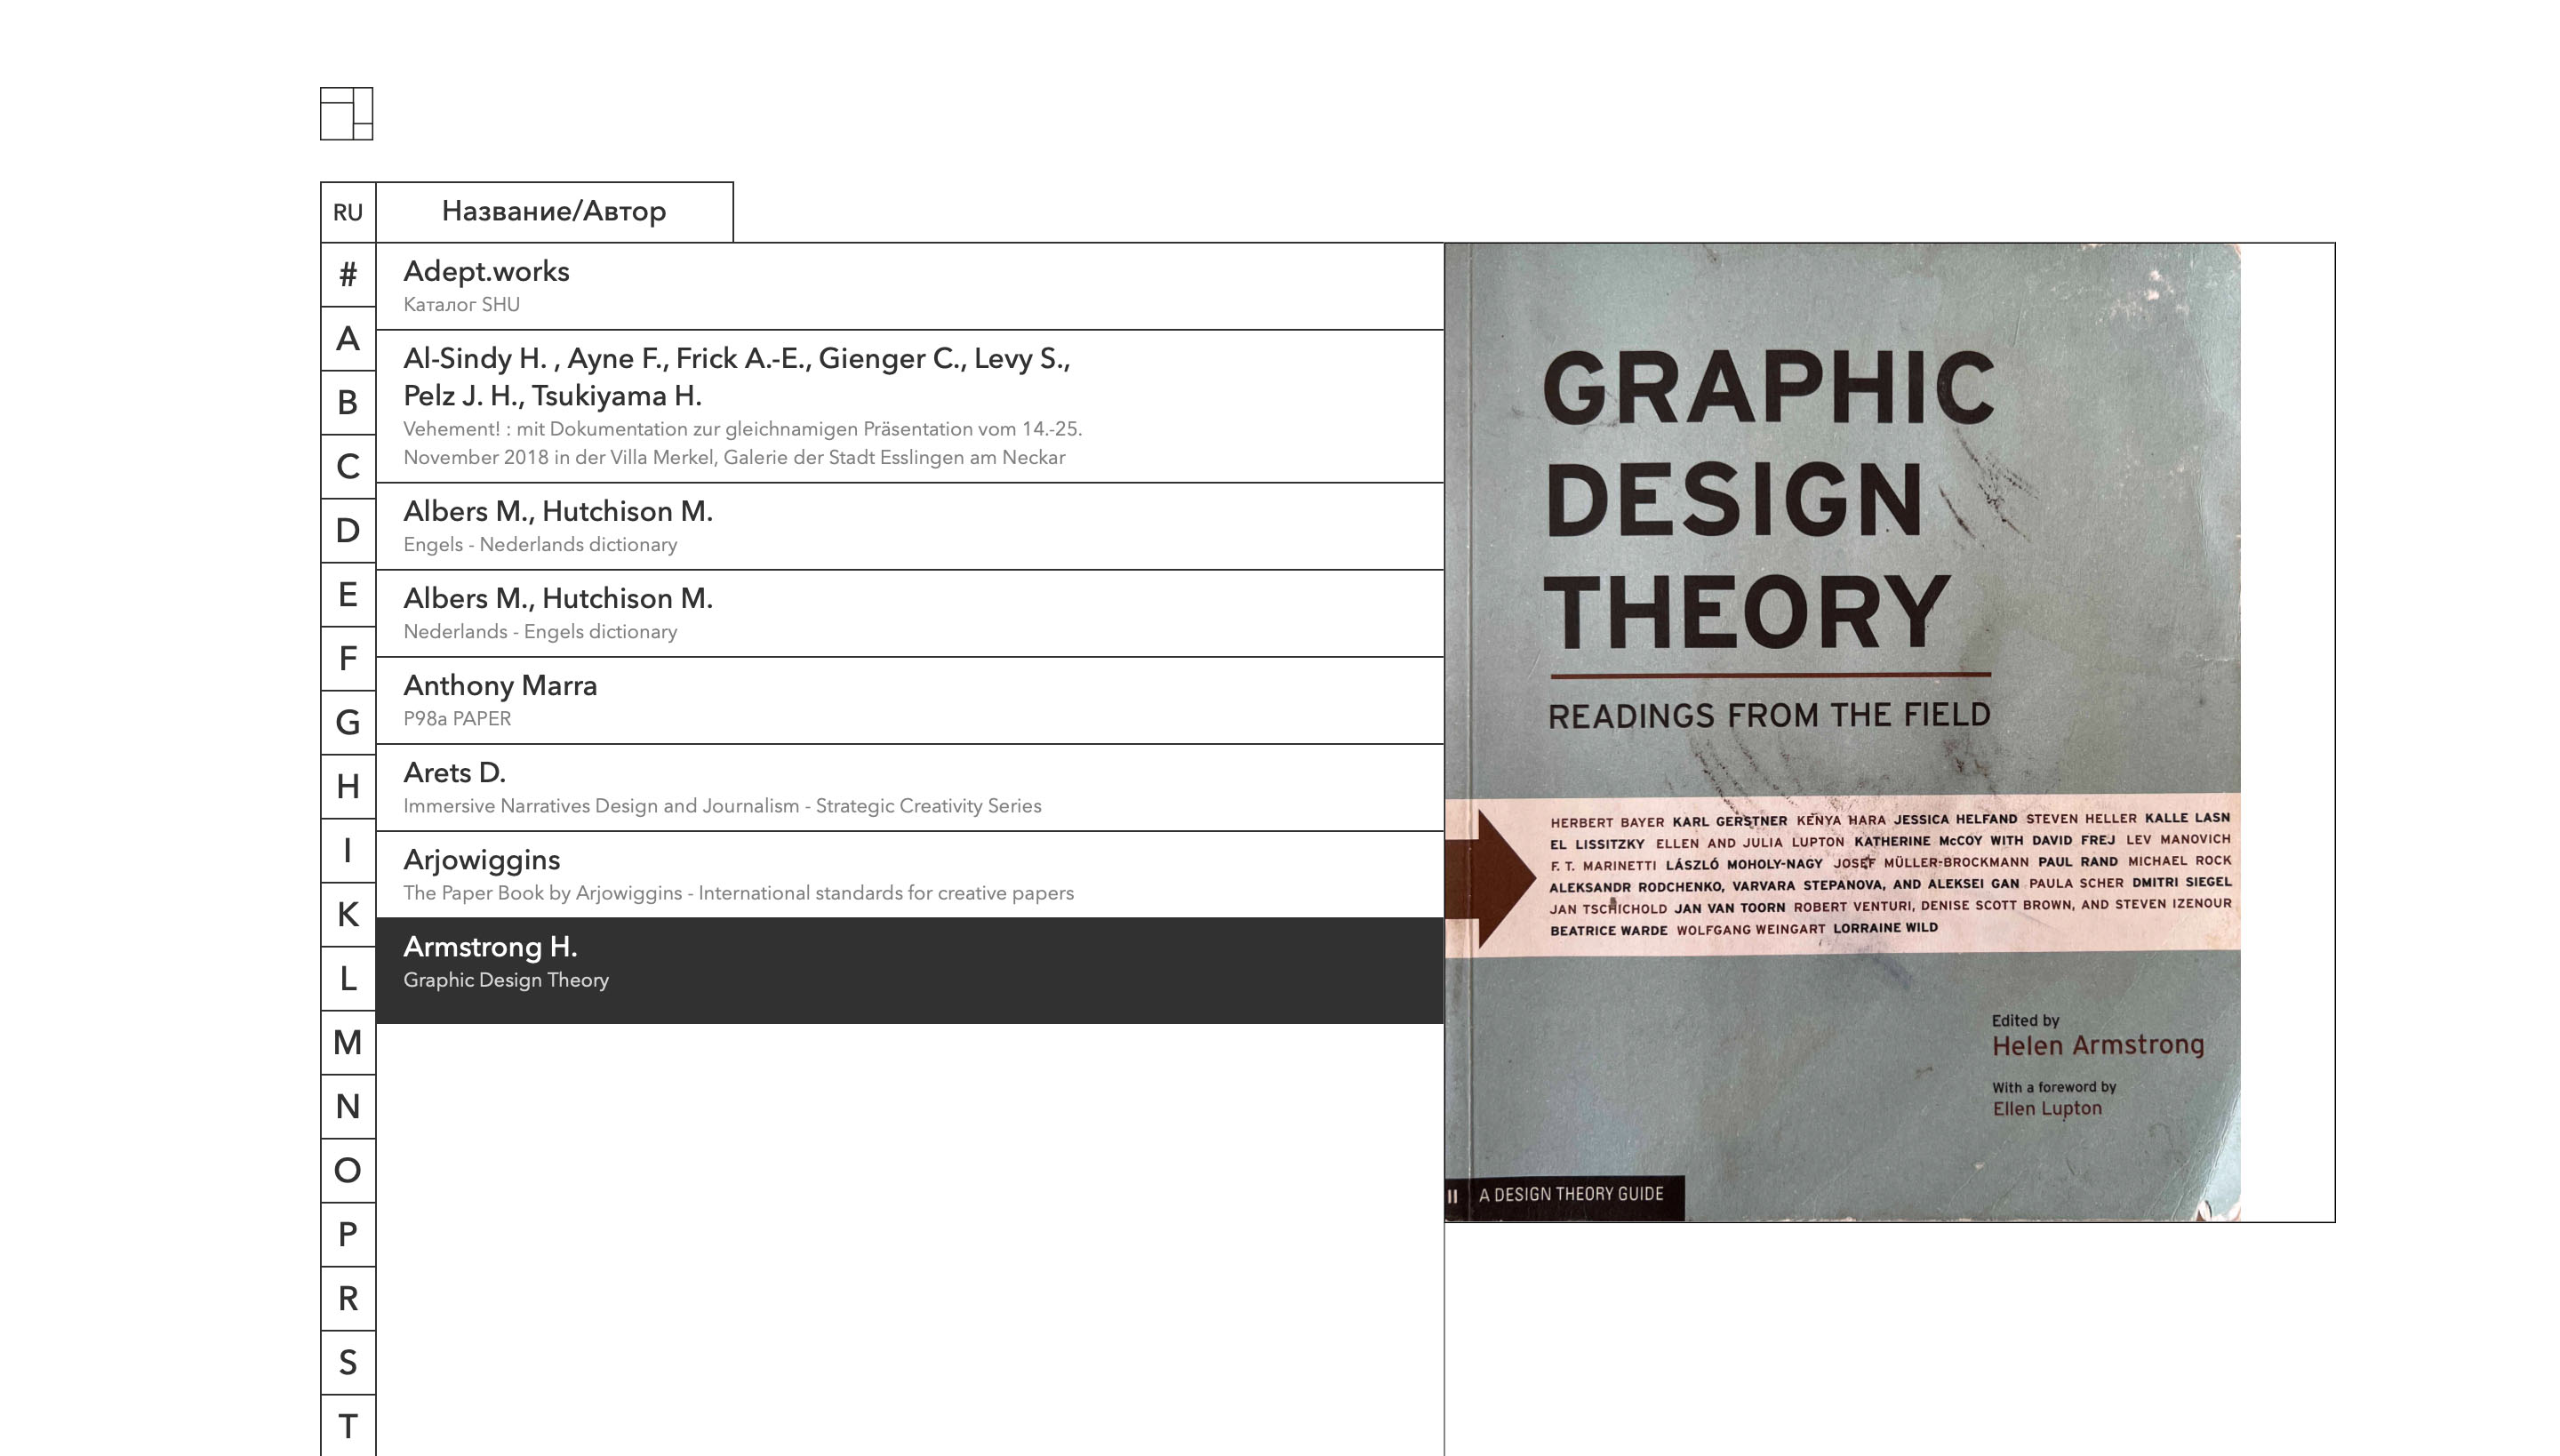 RU
Название/Автор
#
A
B
C
D
E
F
G
H
I
K
L
M
N
O
P
R
S
T
Adept.works
Каталог SHU
Al-Sindy H. , Ayne F., Frick A.-E., Gienger C., Levy S.,
Pelz J. H., Tsukiyama H.
Vehement! : mit Dokumentation zur gleichnamigen Präsentation vom 14.-25.
November 2018 in der Villa Merkel, Galerie der Stadt Esslingen am Neckar
Albers M., Hutchison M.
Engels - Nederlands dictionary
Albers M., Hutchison M.
Nederlands - Engels dictionary
Anthony Marra
P98a PAPER
Arets D.
Immersive Narratives Design and Journalism - Strategic Creativity Series
Arjowiggins
The Paper Book by Arjowiggins - International standards for creative papers
Armstrong H.
Graphic Design Theory
GRAPHIC
DESIGN
THEORY
READINGS FROM THE FIELD
HERBERT BAYER KARL GERSTNER KENYA HARA JESSICA HELFAND STEVEN HELLER KALLE LASN
EL LISSITZKY ELLEN AND JULIA LUPTON KATHERINE McCOY WITH DAVID FREJ LEV MANOVICH
F. T. MARINETTI LÁSZLÓ MOHOLY-NAGY JOSEF MÜLLER-BROCKMANN PAUL RAND MICHAEL ROCK
ALEKSANDR RODCHENKO, VARVARA STEPANOVA, AND ALEKSEI GAN PAULA SCHER DMITRI SIEGEL
JAN TSCHICHOLD JAN VAN TOORN ROBERT VENTURI, DENISE SCOTT BROWN, AND STEVEN IZENOUR
BEATRICE WARDE WOLFGANG WEINGART LORRAINE WILD
Edited by
Helen Armstrong
With a foreword by
Ellen Lupton
II A DESIGN THEORY GUIDE